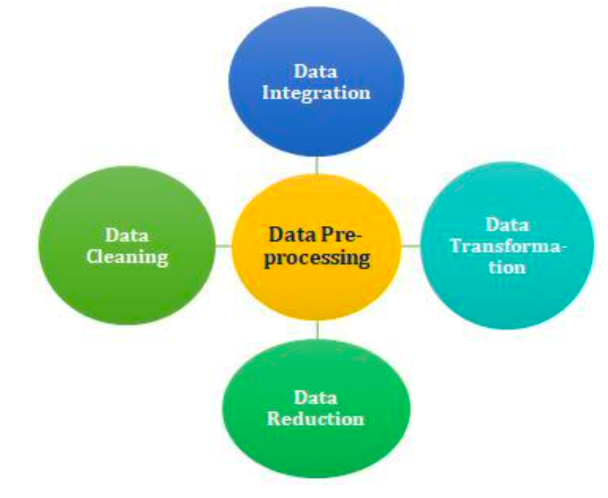 Data
Integration
Data
Cleaning
Data Pre-
processing
Data
Transforma-
tion
Data
Reduction